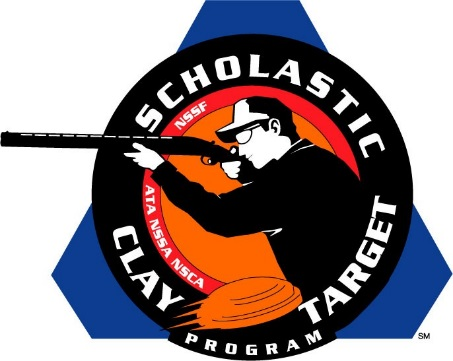 SCHOLASTIC
NSSF
ATA NSSA NSCA
CLAY
TARGET
PROGRAM
SM